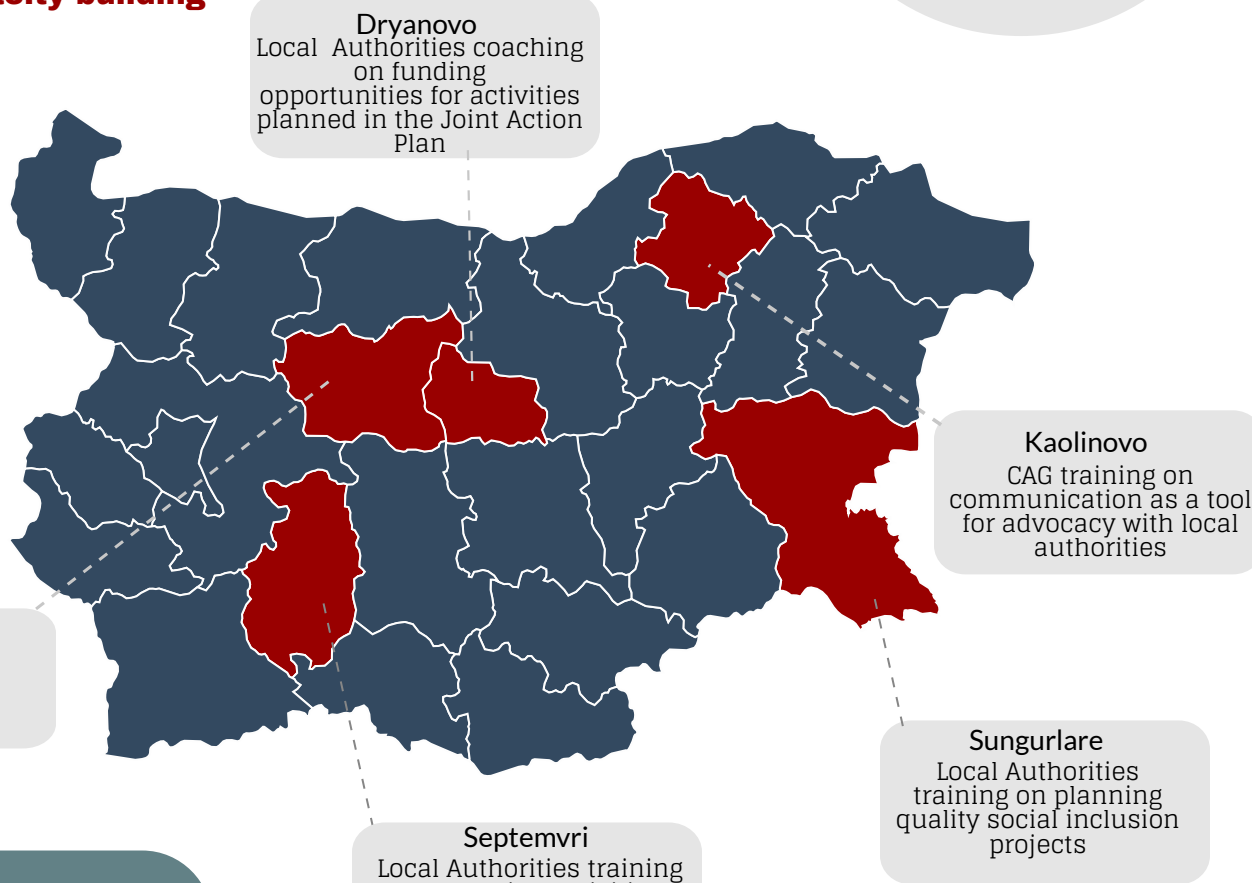 building
Dryanovo
Local Authorities coaching
on funding
opportunities for activities
planned in the Joint Action
Plan
Kaolinovo
CAG training on
communication as a tool
for advocacy with local
authorities
Sungurlare
Local Authorities
training on planning
quality social inclusion
projects
Septemvri
Local Authorities training